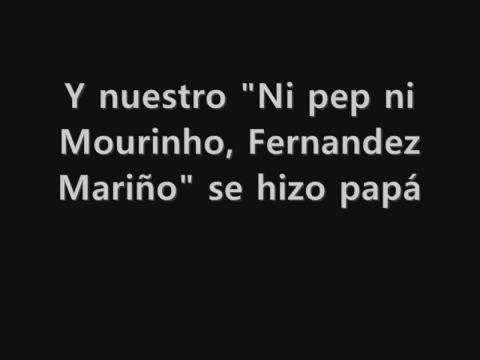 Y nuestro "Ni pep ni
Mourinho, Fernandez
Mariño" se hizo papá